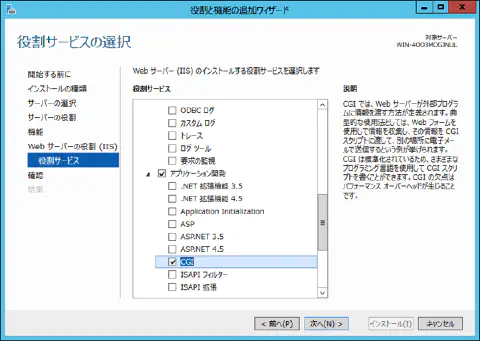 役割と機能の追加ウィザード
役割サービスの選択
対象サーバー
WIN-4003MCG3NUL
開始する前に
インストールの種類
サーバーの選択
サーバーの役割
機能
Web サーバーの役割 (IIS)
役割サービス
確認
結果
Web サーバー (IIS) のインストールする役割サービスを選択します
役割サービス
ODBC ログ
カスタム ログ
トレース
ログ ツール
要求の監視
アプリケーション開発
.NET 拡張機能 3.5
.NET 拡張機能 4.5
Application Initialization
ASP
ASP.NET 3.5
ASP.NET 4.5
CGI
ISAPI フィルター
ISAPI 拡張
説明
CGI では、Web サーバーが外部プログラ
ムに情報を渡す方法が定義されます。典
型的な使用法としては、Web フォームを
使用して情報を収集し、その情報を CGI
スクリプトに渡して、別の場所に電子メー
ルで送信するという例が挙げられます。
CGI は標準化されているため、さまざまな
プログラミング言語を使用して CGI スク
リプトを書くことができます。CGI の欠点は
パフォーマンス オーバーヘッドが生じるこ
とです。
< 前へ(P)
次へ(N) >
インストール(I)
キャンセル